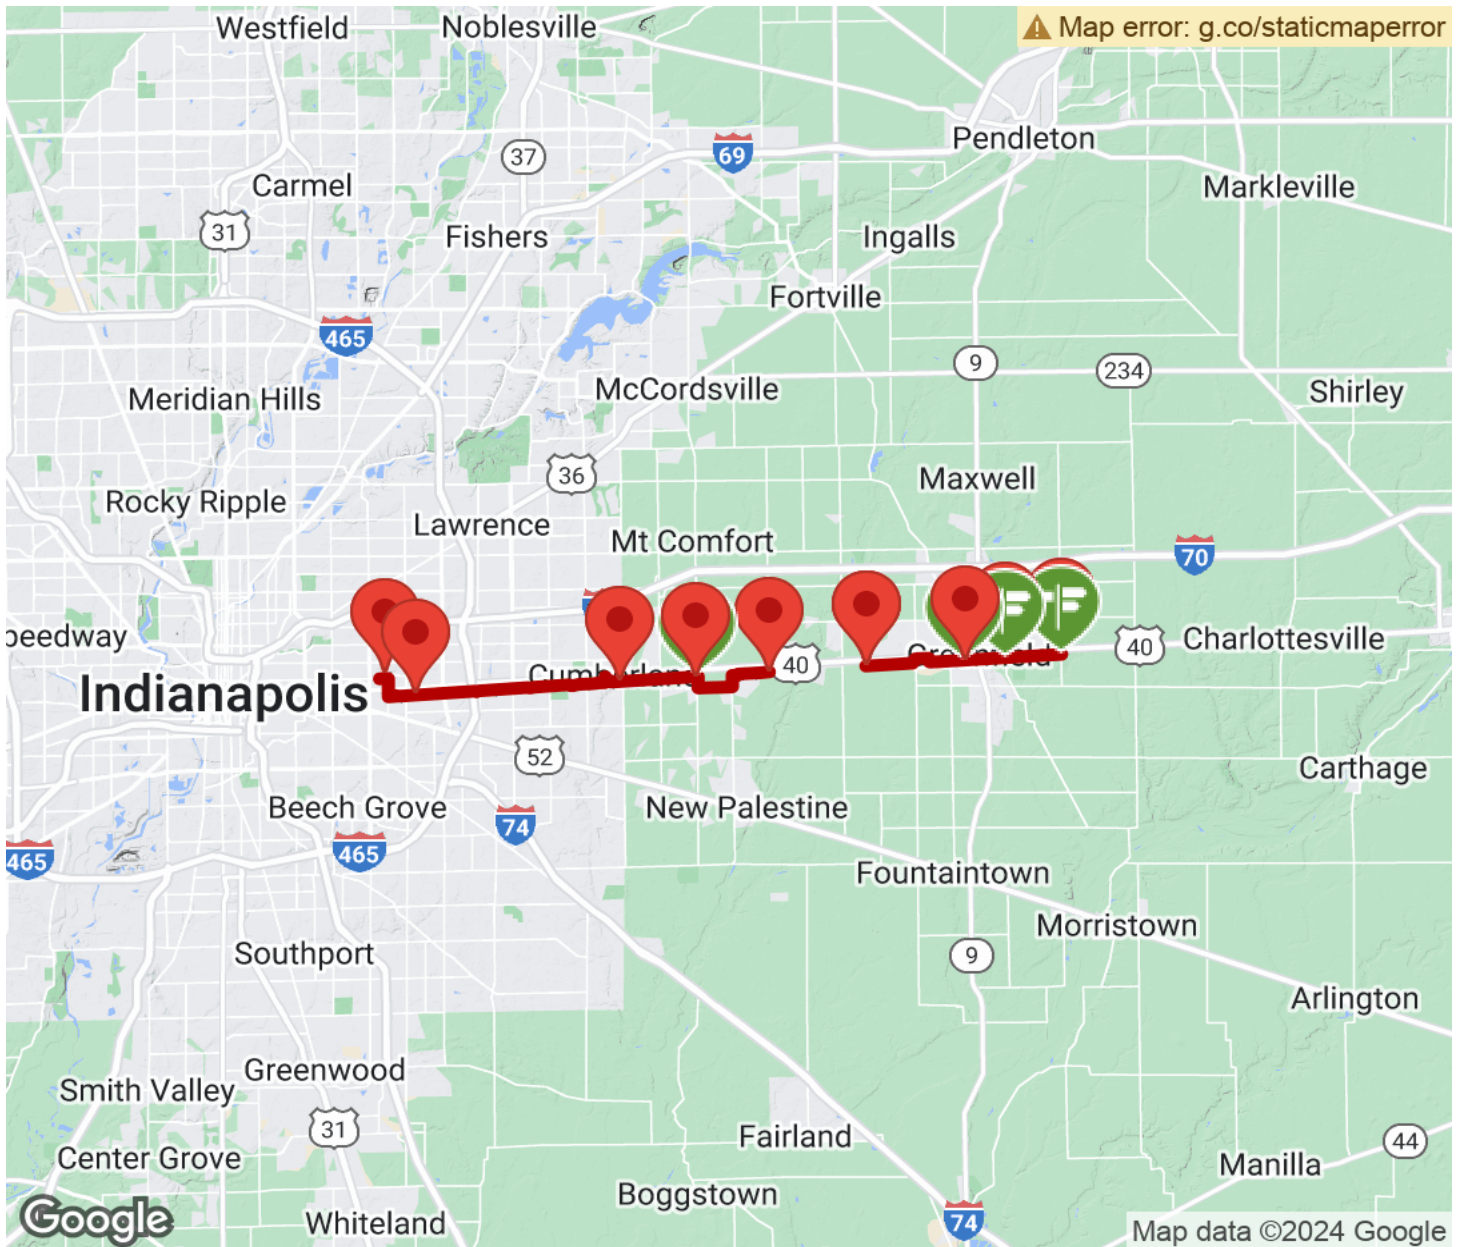 Westfield
Noblesville
Map error: g.co/staticmaperror
37
69
Pendleton
Carmel
Markleville
31
Fishers
Ingalls
Fortville
465
9
234
McCordsville
Shirley
Meridian Hills
36
Maxwell
Rocky Ripple
Lawrence
Mt Comfort
70
peedway
40
Charlottesville
40
Indianapolis
52
Carthage
Beech Grove
New Palestine
74
465
465
Fountaintown
Morristown
Southport
9
Arlington
Greenwood
Smith Valley
31
Fairland
44
Center Grove
Manilla
Boggstown
Google
Whiteland
74
Map data ©2024 Google